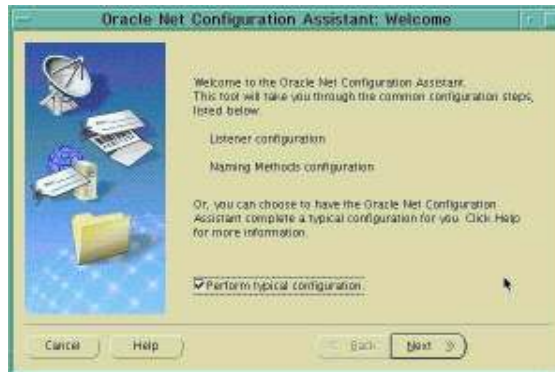 Oracle Net Configuration Assistant: Welcome
Welcome to the Oracle Net Configuration Assistant.
This tool will take you through the common configuration steps,
listed below:
Listener configuration
Naming Methods configuration
Or, you can choose to have the Oracle Net Configuration
Assistant complete a typical configuration for you. Click Help
for more information.
Perform typical configuration
Cancel
Help
Back
Next